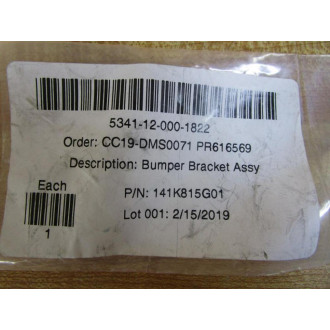 5341-12-000-1822
Order: CC19-DMS0071 PR616569
Description: Bumper Bracket Assy
Each
P/N: 141K815G01
1
Lot 001: 2/15/2019